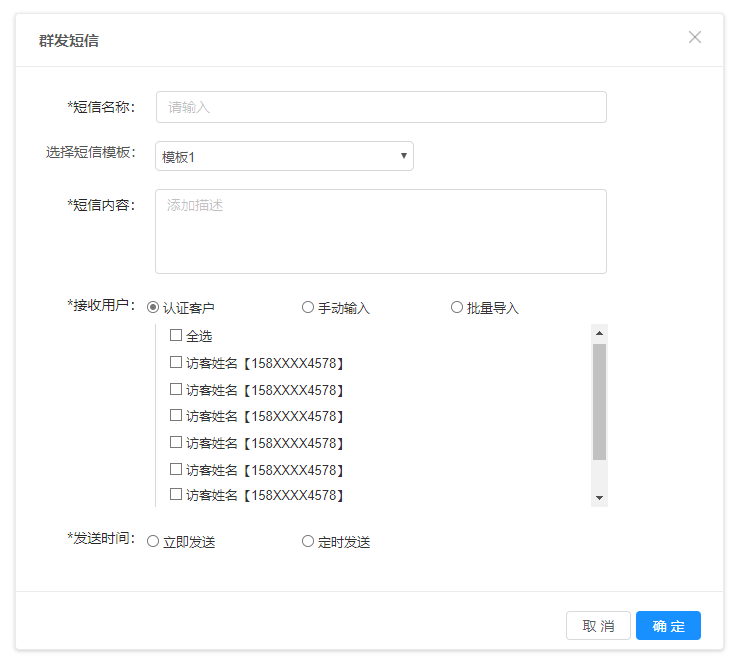 群发短信
*短信名称： 请输入
选择短信模板： 模板1
*短信内容： 添加描述
*接收用户： 认证客户 手动输入 批量导入
全选
访客姓名【158XXXX4578】
访客姓名【158XXXX4578】
访客姓名【158XXXX4578】
访客姓名【158XXXX4578】
访客姓名【158XXXX4578】
访客姓名【158XXXX4578】
*发送时间： 立即发送 定时发送
取 消 确 定